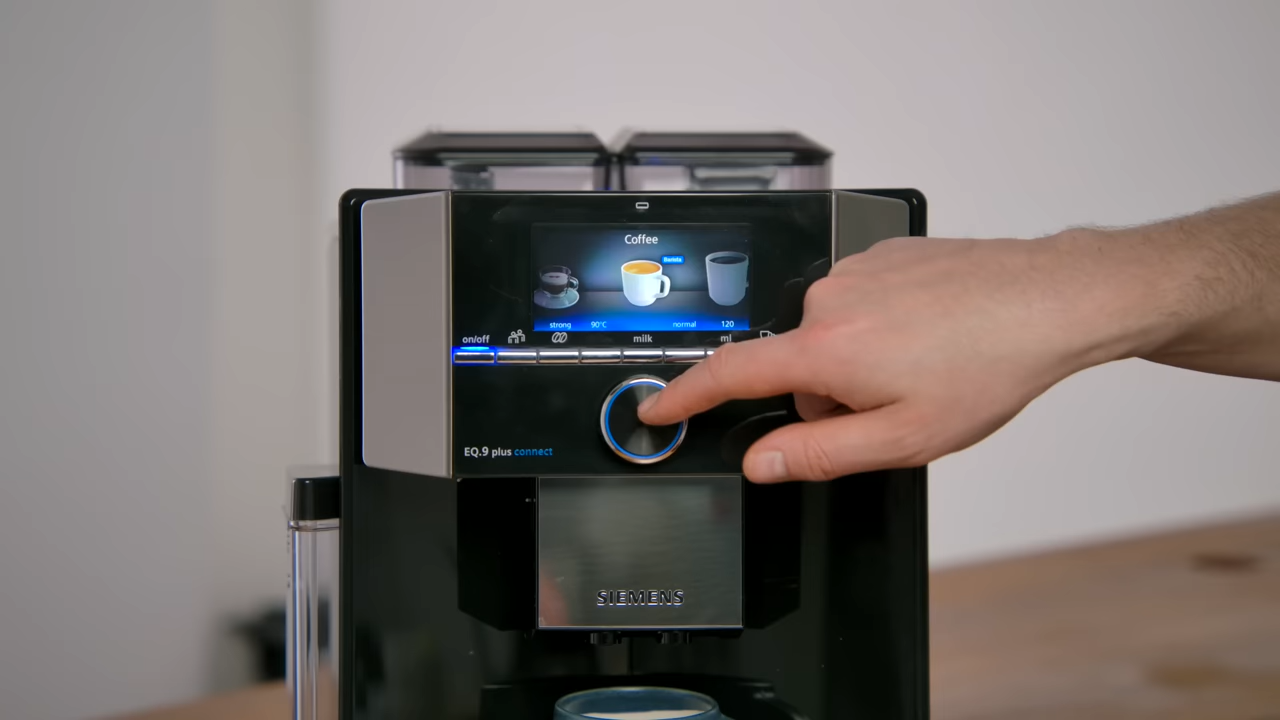 Coffee
Barista
strong 90°C normal 120
on/off milk ml
EQ.9 plus connect
SIEMENS